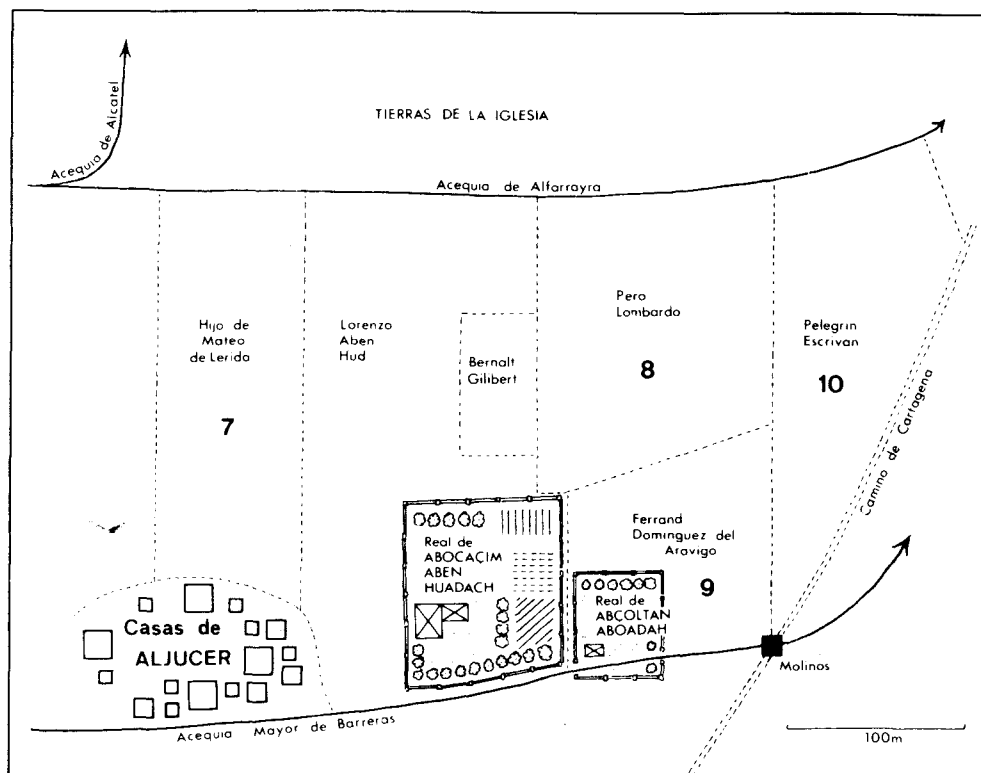 TIERRAS DE LA IGLESIA
Acequia de Alcatel
Acequia de Alfarrayra
Hijo de
Mateo
de Lerida
7
Lorenzo
Aben
Hud
Bernalt
Gilibert
Pero
Lombardo
8
Pelegrin
Escrivan
10
Camino de Cartagena
Real de
ABOCAÇIM
ABEN
HUADACH
Ferrand
Dominguez del
Aravigo
9
Real de
ABÇOLTAN
ABOADAH
Casas de
ALJUCER
Molinos
Acequia Mayor de Barreras
100m